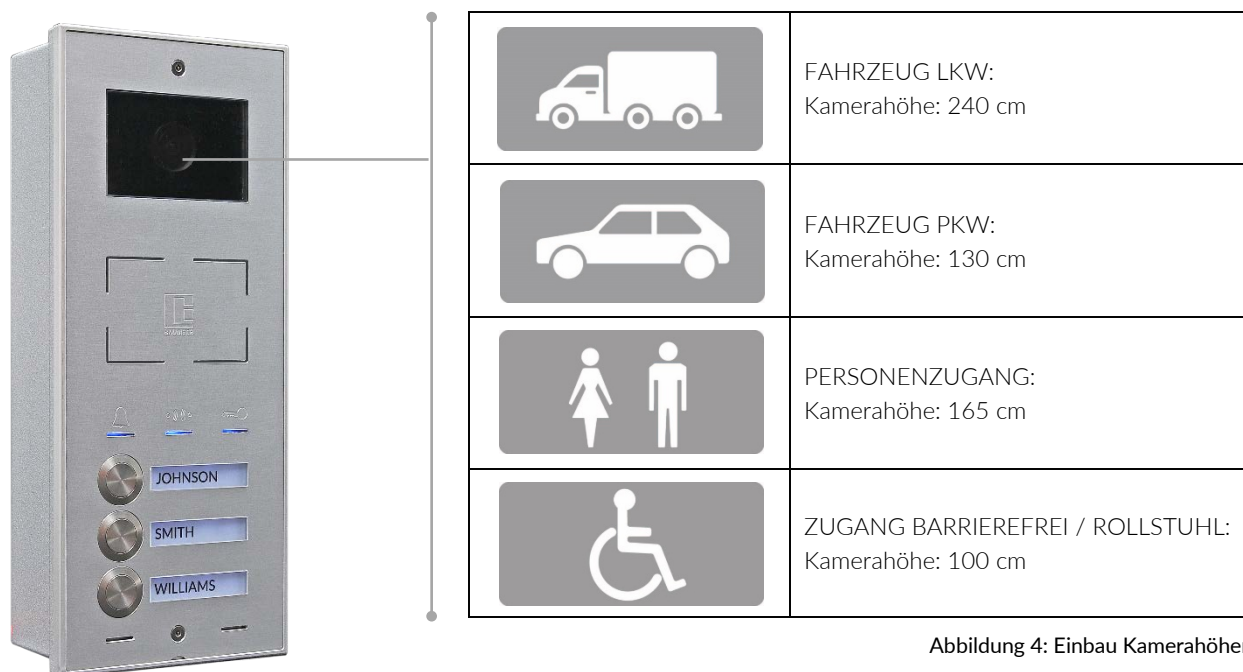 JOHNSON
SMITH
WILLIAMS
FAHRZEUG LKW:
Kamerahöhe: 240 cm
FAHRZEUG PKW:
Kamerahöhe: 130 cm
PERSONENZUGANG:
Kamerahöhe: 165 cm
ZUGANG BARRIEREFREI / ROLLSTUHL:
Kamerahöhe: 100 cm
Abbildung 4: Einbau Kamerahöhen